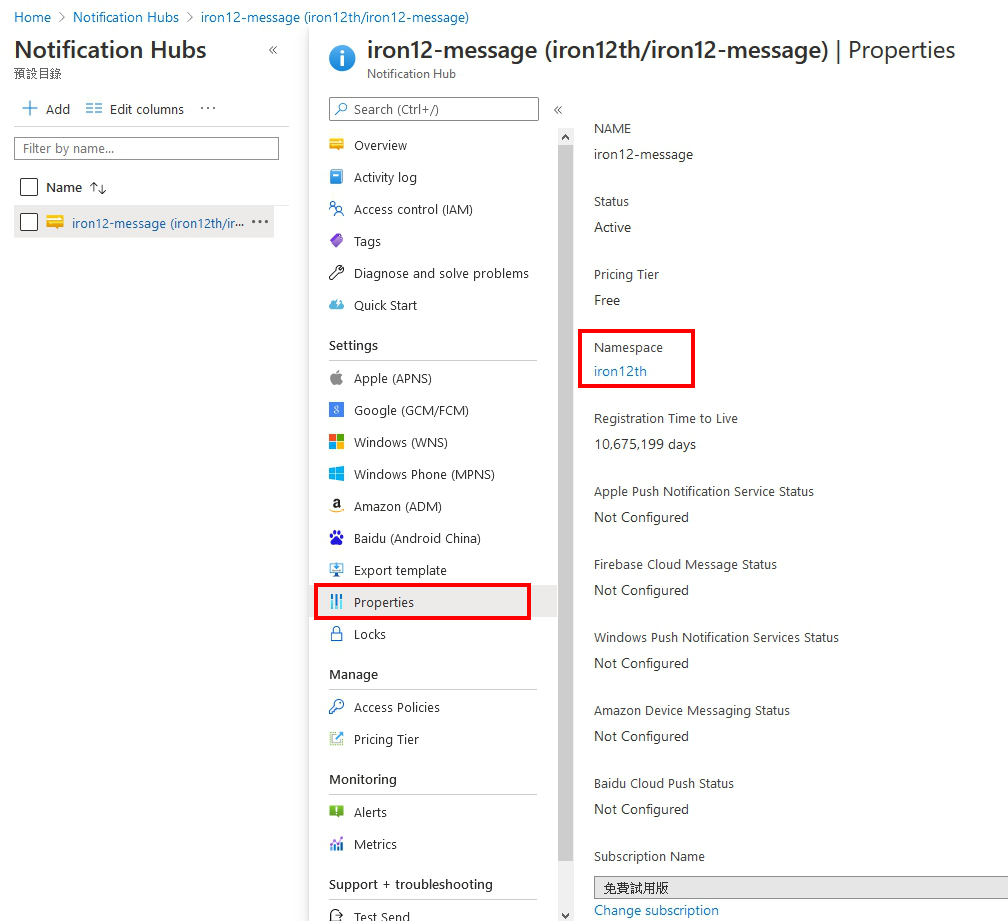 Home > Notification Hubs > iron12-message (iron12th/iron12-message)
Notification Hubs
預設目錄
Add
Edit columns
...
Filter by name...
Name
iron12-message (iron12th/ir...
iron12-message (iron12th/iron12-message) | Properties
Notification Hub
Search (Ctrl+/)
Overview
Activity log
Access control (IAM)
Tags
Diagnose and solve problems
Quick Start
Settings
Apple (APNS)
Google (GCM/FCM)
Windows (WNS)
Windows Phone (MPNS)
Amazon (ADM)
Baidu (Android China)
Export template
Properties
Locks
Manage
Access Policies
Pricing Tier
Monitoring
Alerts
Metrics
Support + troubleshooting
Test Send
NAME
iron12-message
Status
Active
Pricing Tier
Free
Namespace
iron12th
Registration Time to Live
10,675,199 days
Apple Push Notification Service Status
Not Configured
Firebase Cloud Message Status
Not Configured
Windows Push Notification Services Status
Not Configured
Amazon Device Messaging Status
Not Configured
Baidu Cloud Push Status
Not Configured
Subscription Name
免費試用版
Change subscription